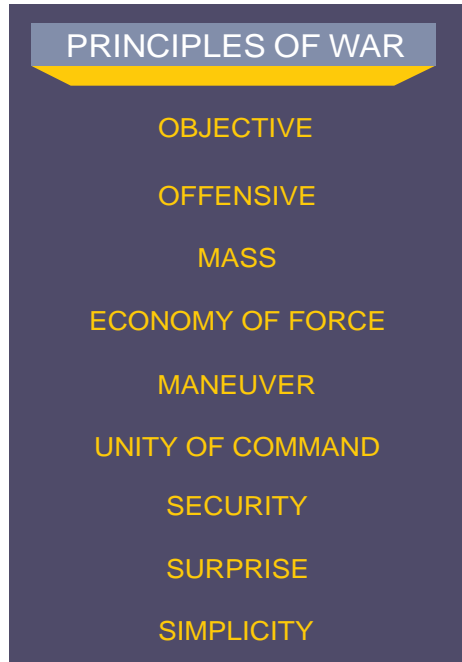 PRINCIPLES OF WAR
OBJECTIVE
OFFENSIVE
MASS
ECONOMY OF FORCE
MANEUVER
UNITY OF COMMAND
SECURITY
SURPRISE
SIMPLICITY